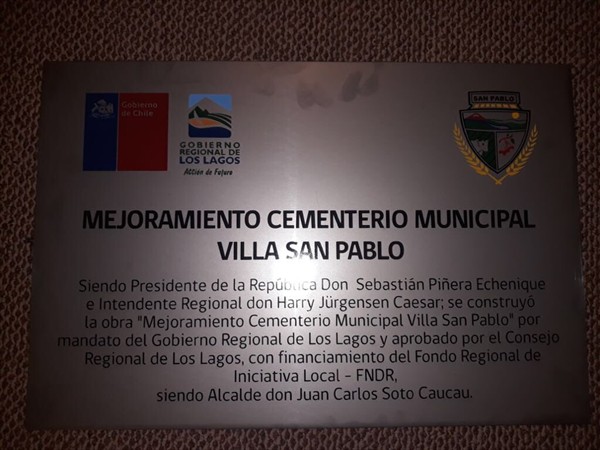 Gobierno
de Chile
GOBIERNO
REGIONAL DE
LOS LAGOS
Acción de Futuro
SAN PABLO
MEJORAMIENTO CEMENTERIO MUNICIPAL
VILLA SAN PABLO
Siendo Presidente de la República Don Sebastián Piñera Echenique
e Intendente Regional don Harry Jürgensen Caesar; se construyó
la obra "Mejoramiento Cementerio Municipal Villa San Pablo" por
mandato del Gobierno Regional de Los Lagos y aprobado por el Consejo
Regional de Los Lagos, con financiamiento del Fondo Regional de
Iniciativa Local - FNDR,
siendo Alcalde don Juan Carlos Soto Caucau.